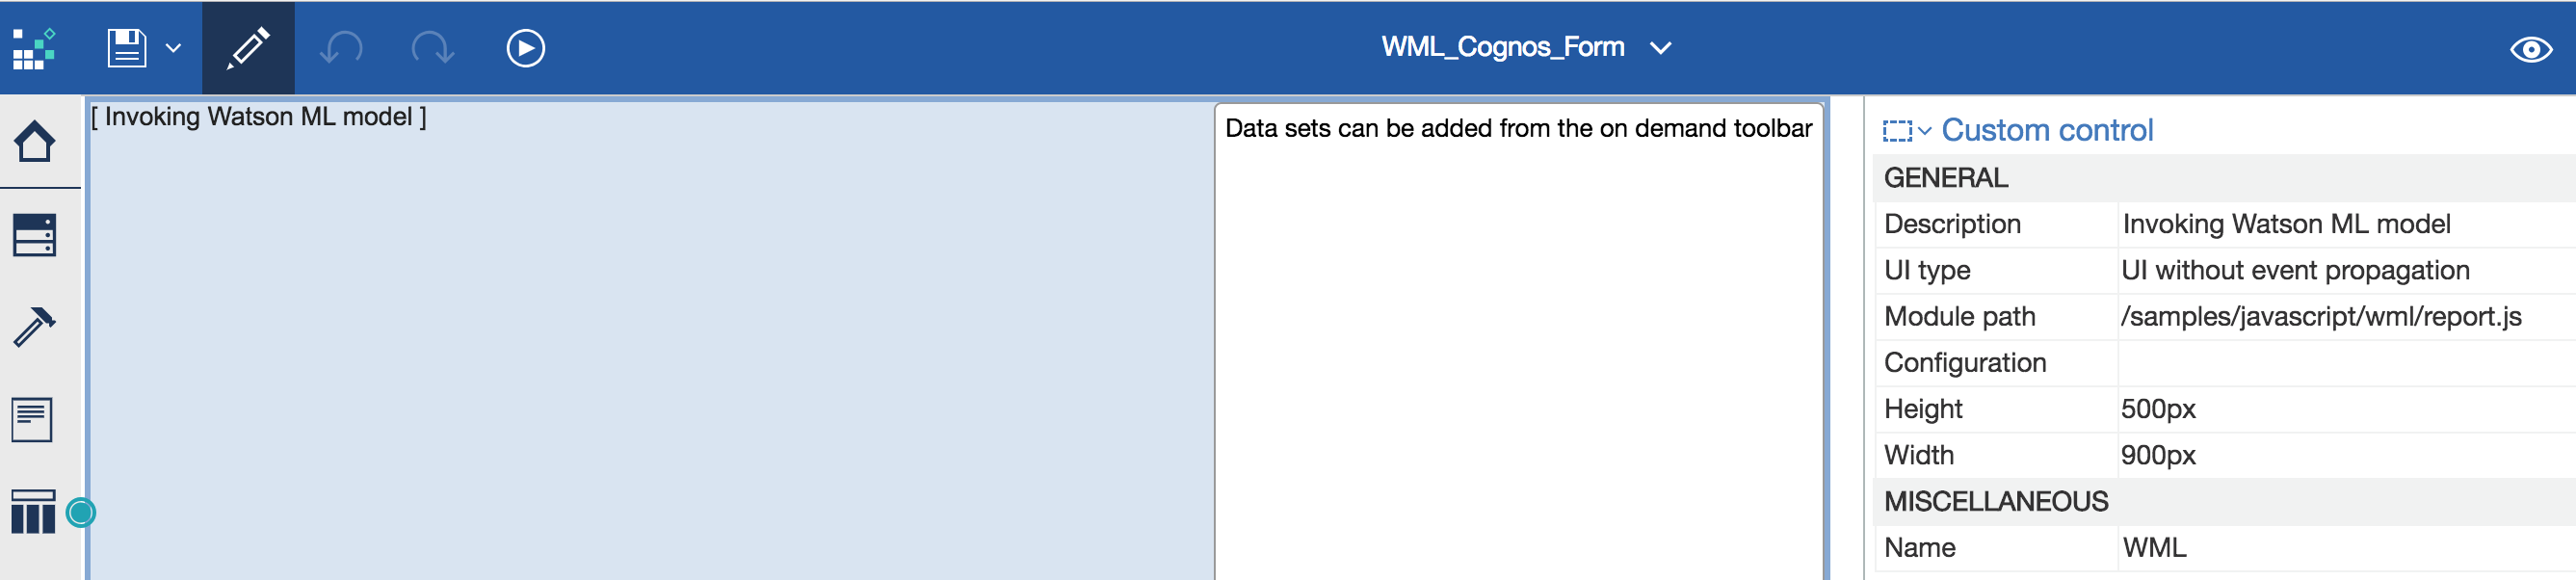 WML_Cognos_Form
[ Invoking Watson ML model ]
Data sets can be added from the on demand toolbar
Custom control
GENERAL
Description Invoking Watson ML model
UI type UI without event propagation
Module path /samples/javascript/wml/report.js
Configuration
Height 500px
Width 900px
MISCELLANEOUS
Name WML